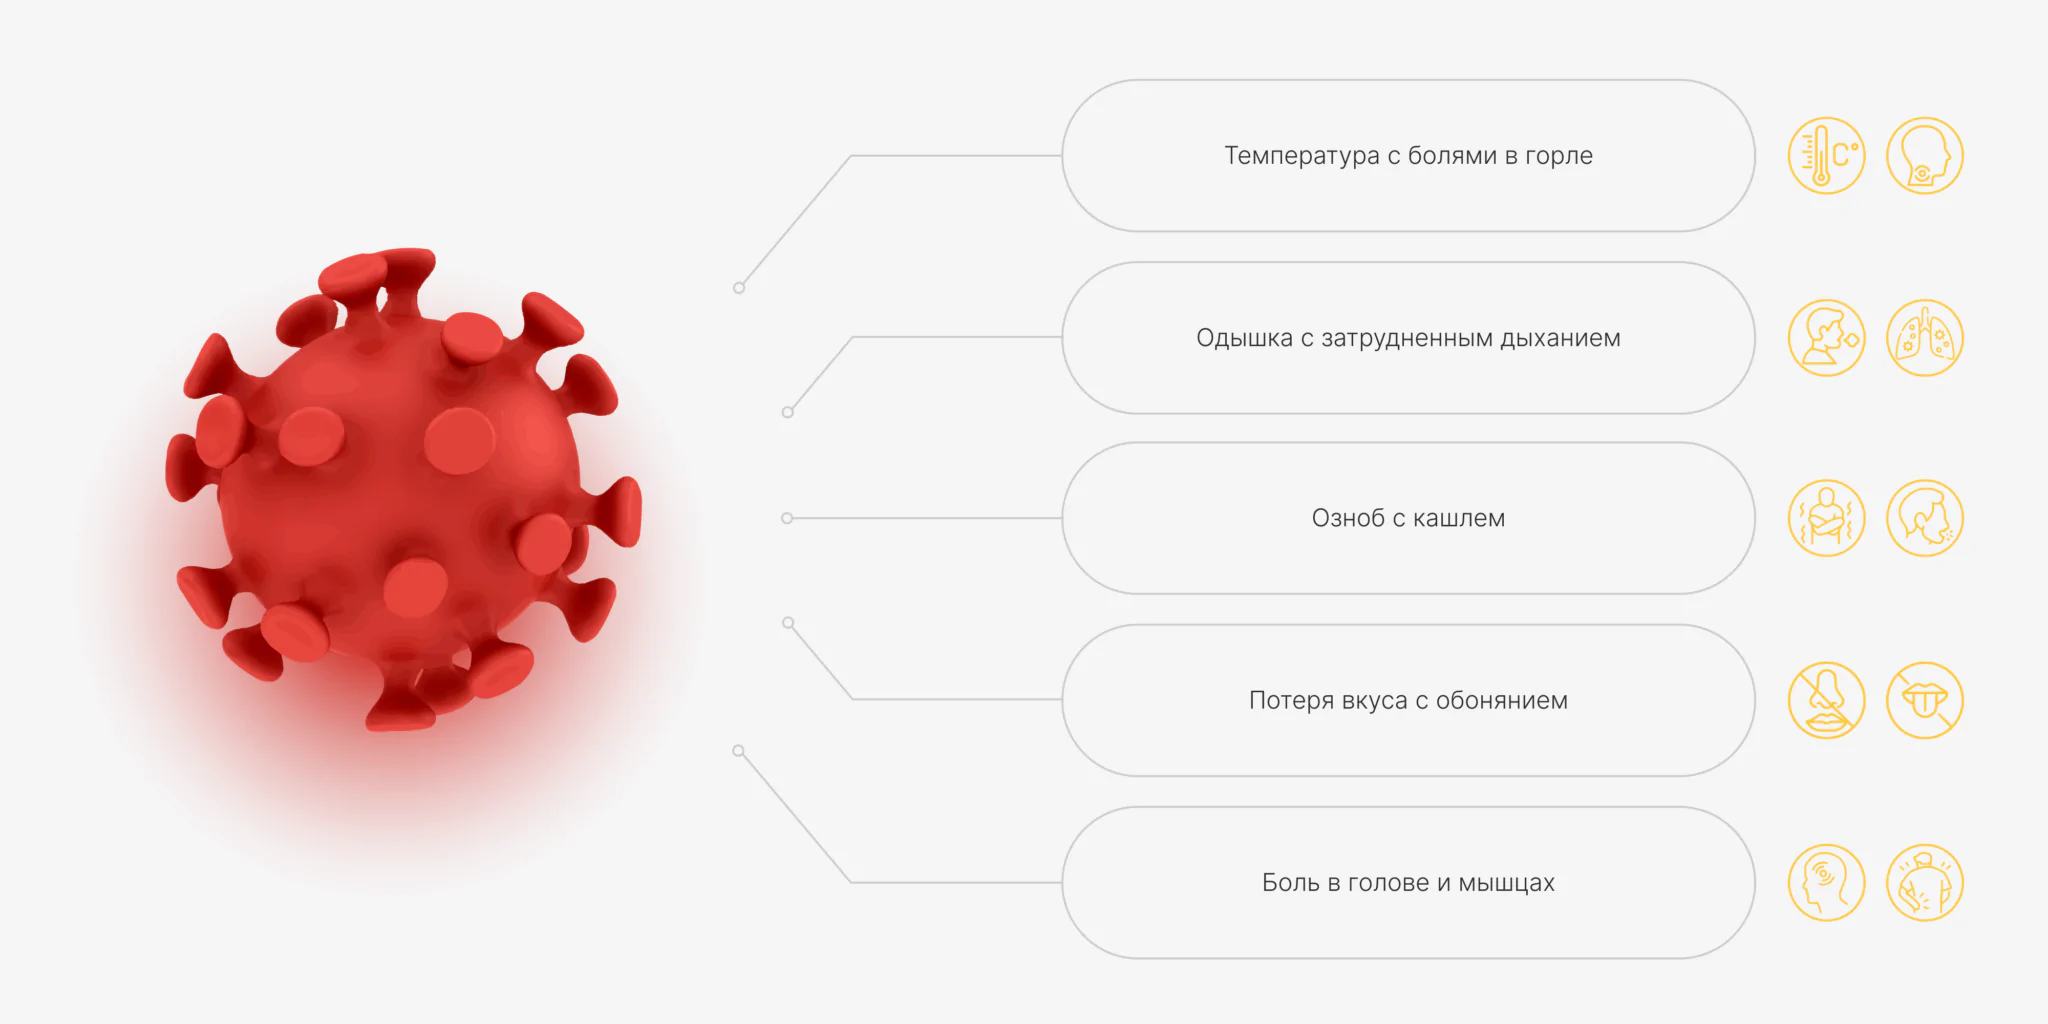 Температура с болями в горле
C°
Одышка с затрудненным дыханием
Озноб с кашлем
Потеря вкуса с обонянием
Боль в голове и мышцах